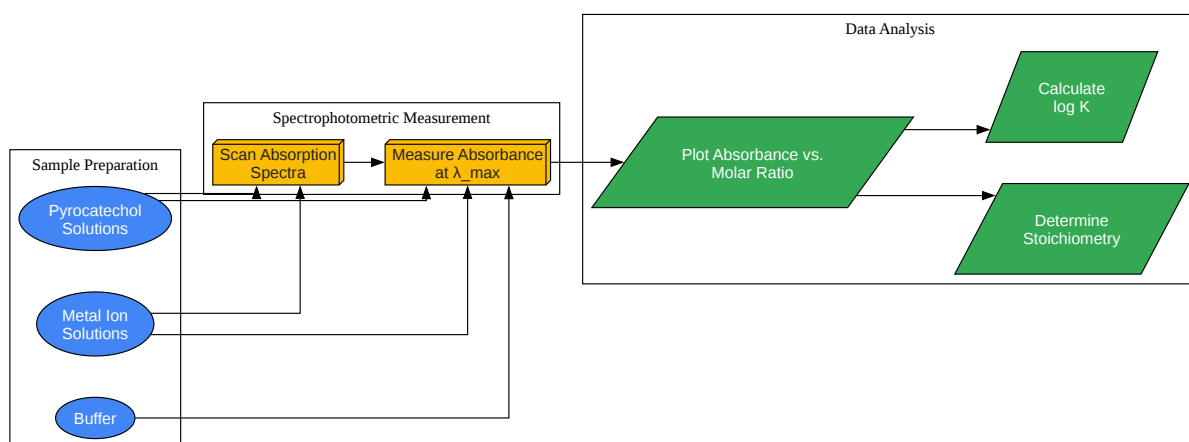 Sample Preparation
Pyrocatechol
Solutions
Metal Ion
Solutions
Buffer
Spectrophotometric Measurement
Scan Absorption
Spectra
Measure Absorbance
at λ_max
Data Analysis
Plot Absorbance vs.
Molar Ratio
Calculate
log K
Determine
Stoichiometry